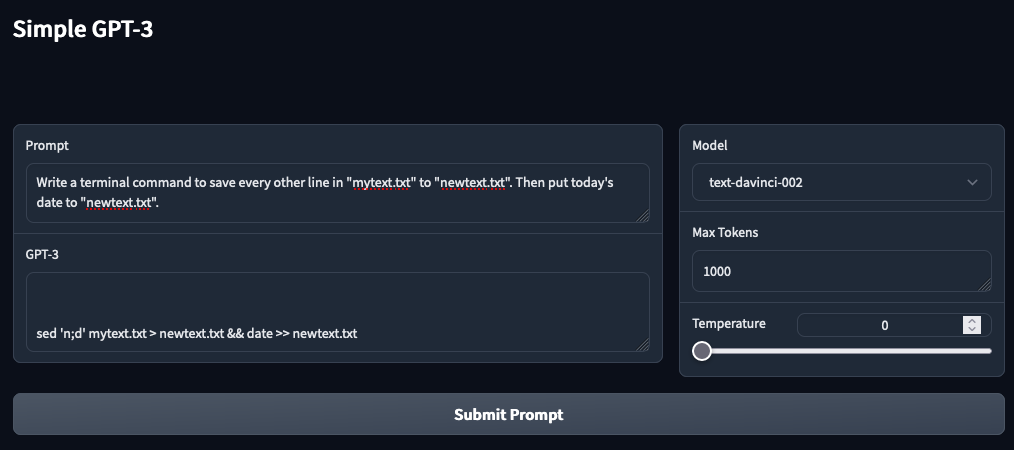 Simple GPT-3
Prompt
Write a terminal command to save every other line in "mytext.txt" to "newtext.txt". Then put today's
date to "newtext.txt".
GPT-3
sed 'n;d' mytext.txt > newtext.txt && date >> newtext.txt
Model
text-davinci-002
Max Tokens
1000
Temperature
0
Submit Prompt